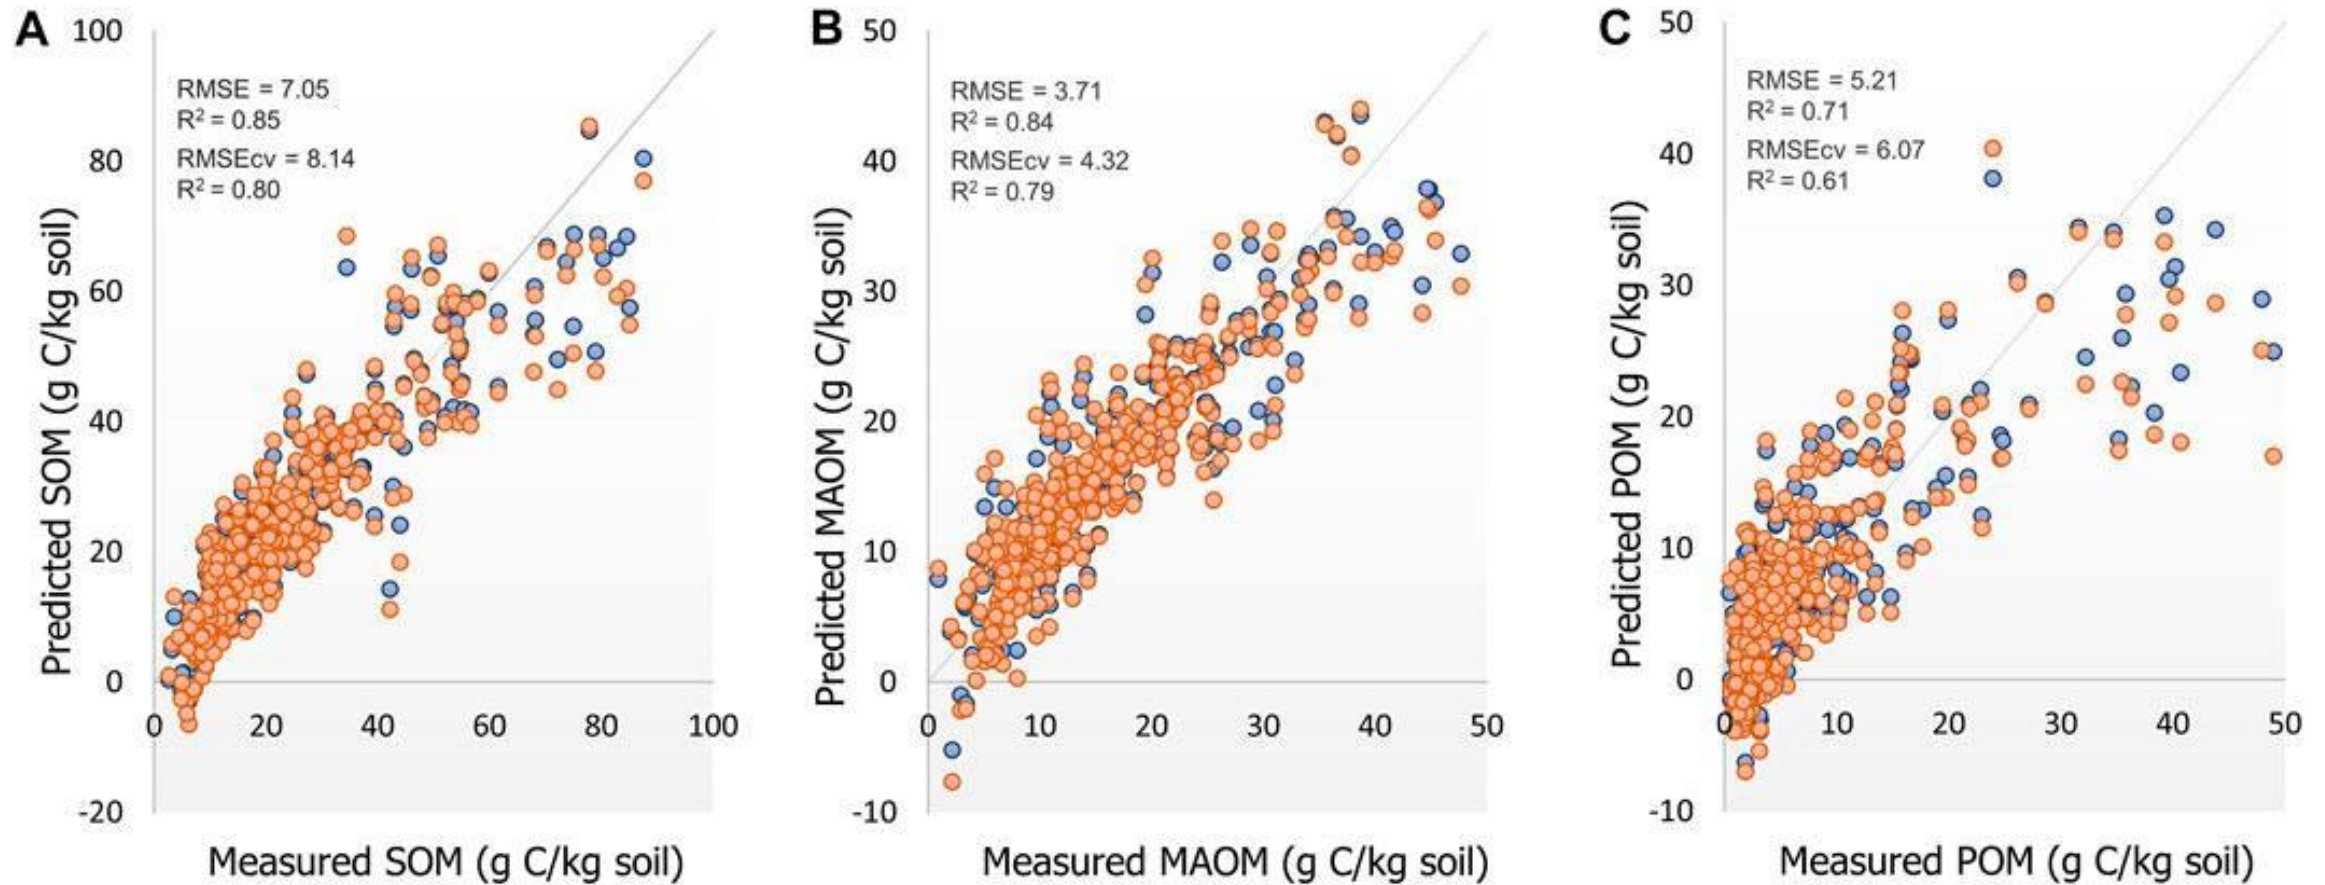 A
Predicted SOM (g C/kg soil)
100
80
60
40
20
0
-20
RMSE = 7.05
R² = 0.85
RMSEcv = 8.14
R² = 0.80
0 20 40 60 80 100
Measured SOM (g C/kg soil)
B
Predicted MAOM (g C/kg soil)
50
40
30
20
10
0
-10
RMSE = 3.71
R² = 0.84
RMSEcv = 4.32
R² = 0.79
0 10 20 30 40 50
Measured MAOM (g C/kg soil)
C
Predicted POM (g C/kg soil)
50
40
30
20
10
0
-10
RMSE = 5.21
R² = 0.71
RMSEcv = 6.07
R² = 0.61
0 10 20 30 40 50
Measured POM (g C/kg soil)